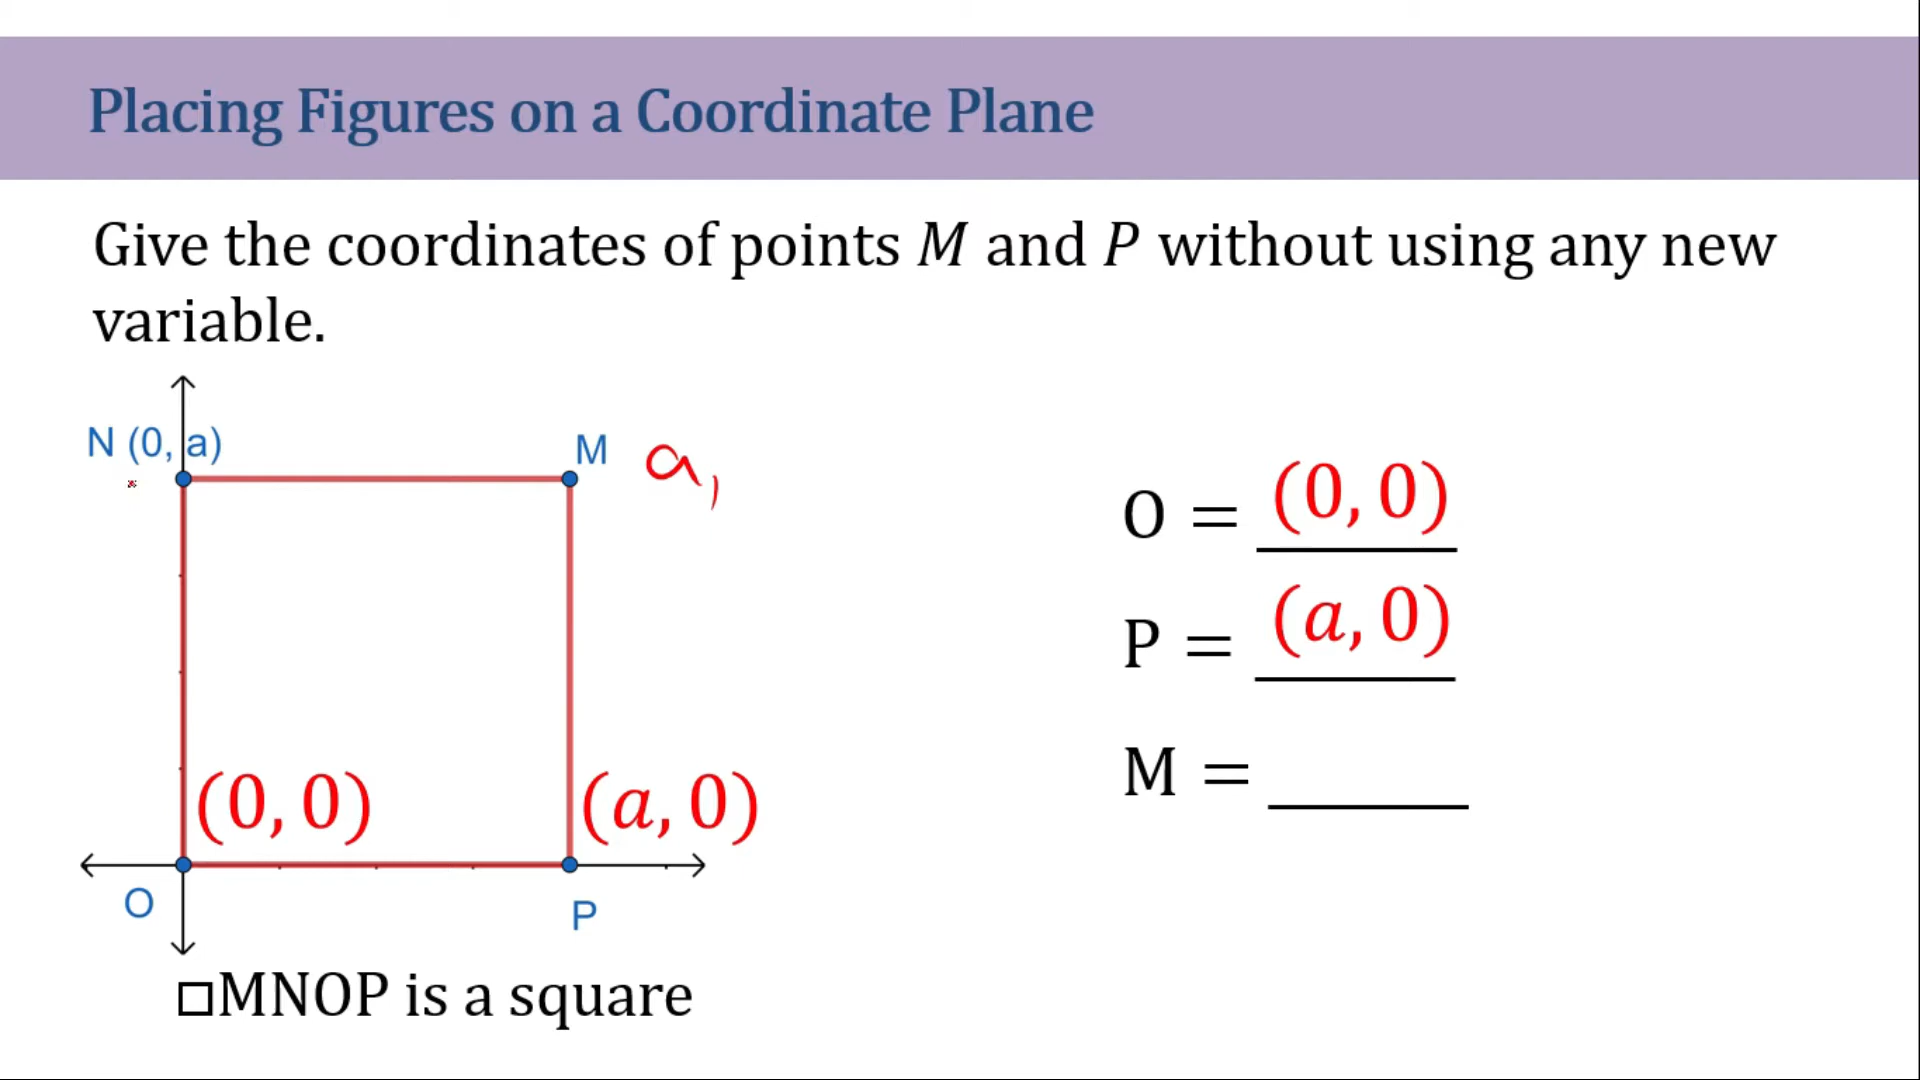 Placing Figures on a Coordinate Plane
Give the coordinates of points M and P without using any new
variable.
N (0, a)
M
a,
(0, 0)
(a, 0)
O
P
□MNOP is a square
O = (0, 0)
P = (a, 0)
M = ______